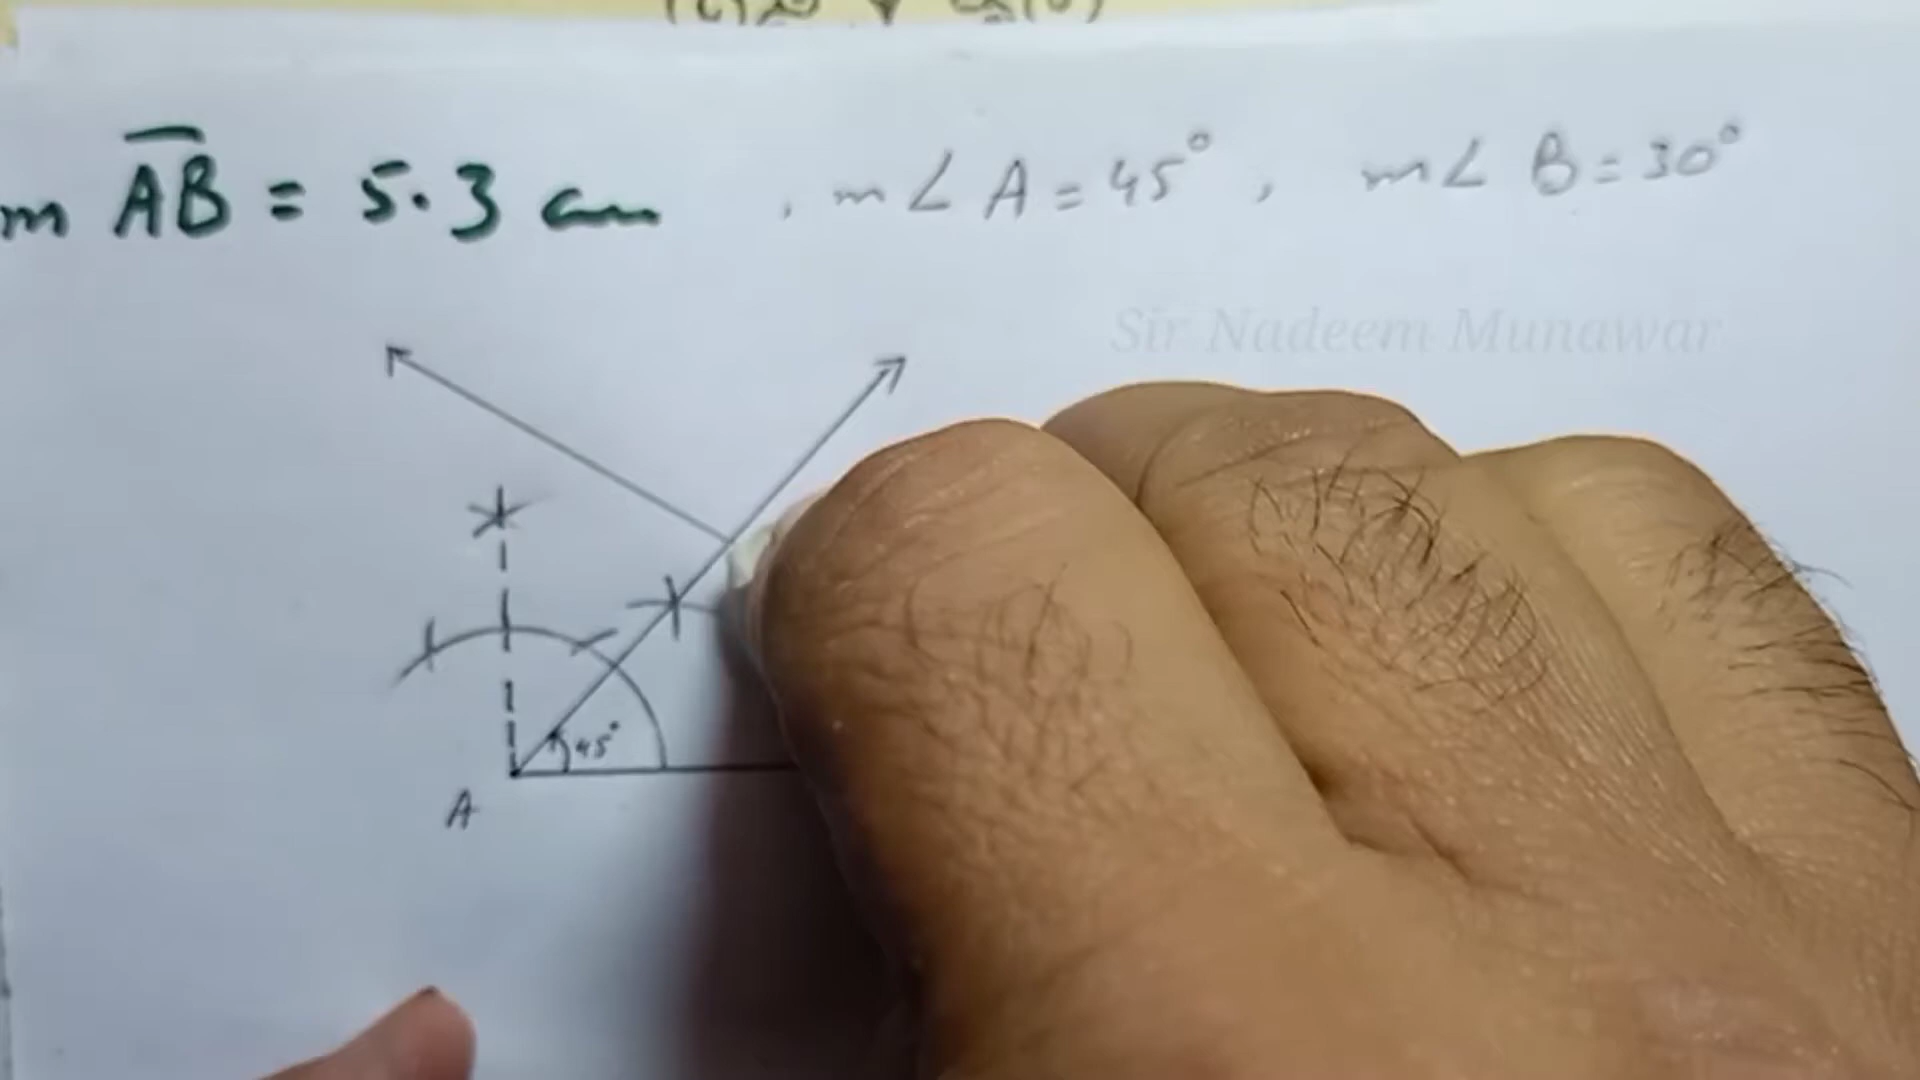 m AB = 5.3 cm , m∠A = 45° , m∠B = 30°
Sir Nadeem Munawar
45°
A